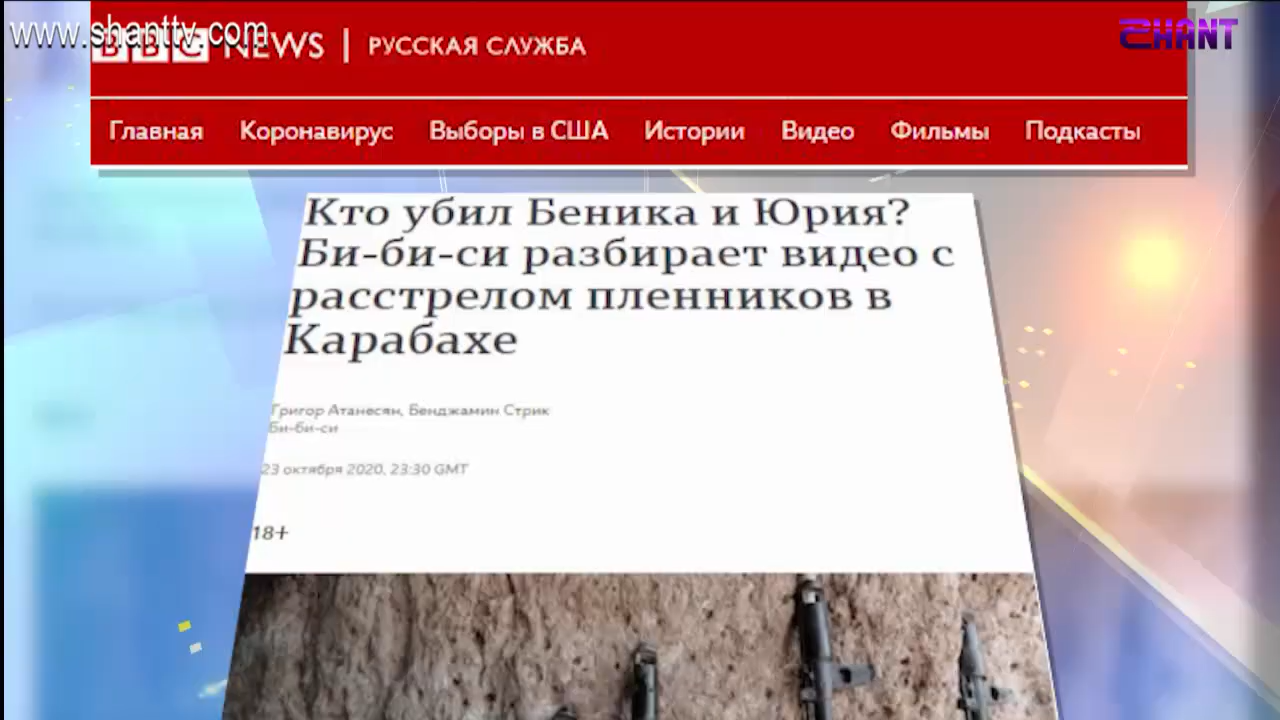 www.shanttv.com
BBC NEWS | РУССКАЯ СЛУЖБА
SHANT
Главная Коронавирус Выборы в США Истории Видео Фильмы Подкасты
Кто убил Беника и Юрия?
Би-би-си разбирает видео с
расстрелом пленников в
Карабахе
Григор Атанесян, Бенджамин Стрик
Би-би-си
23 октября 2020, 23:30 GMT
18+